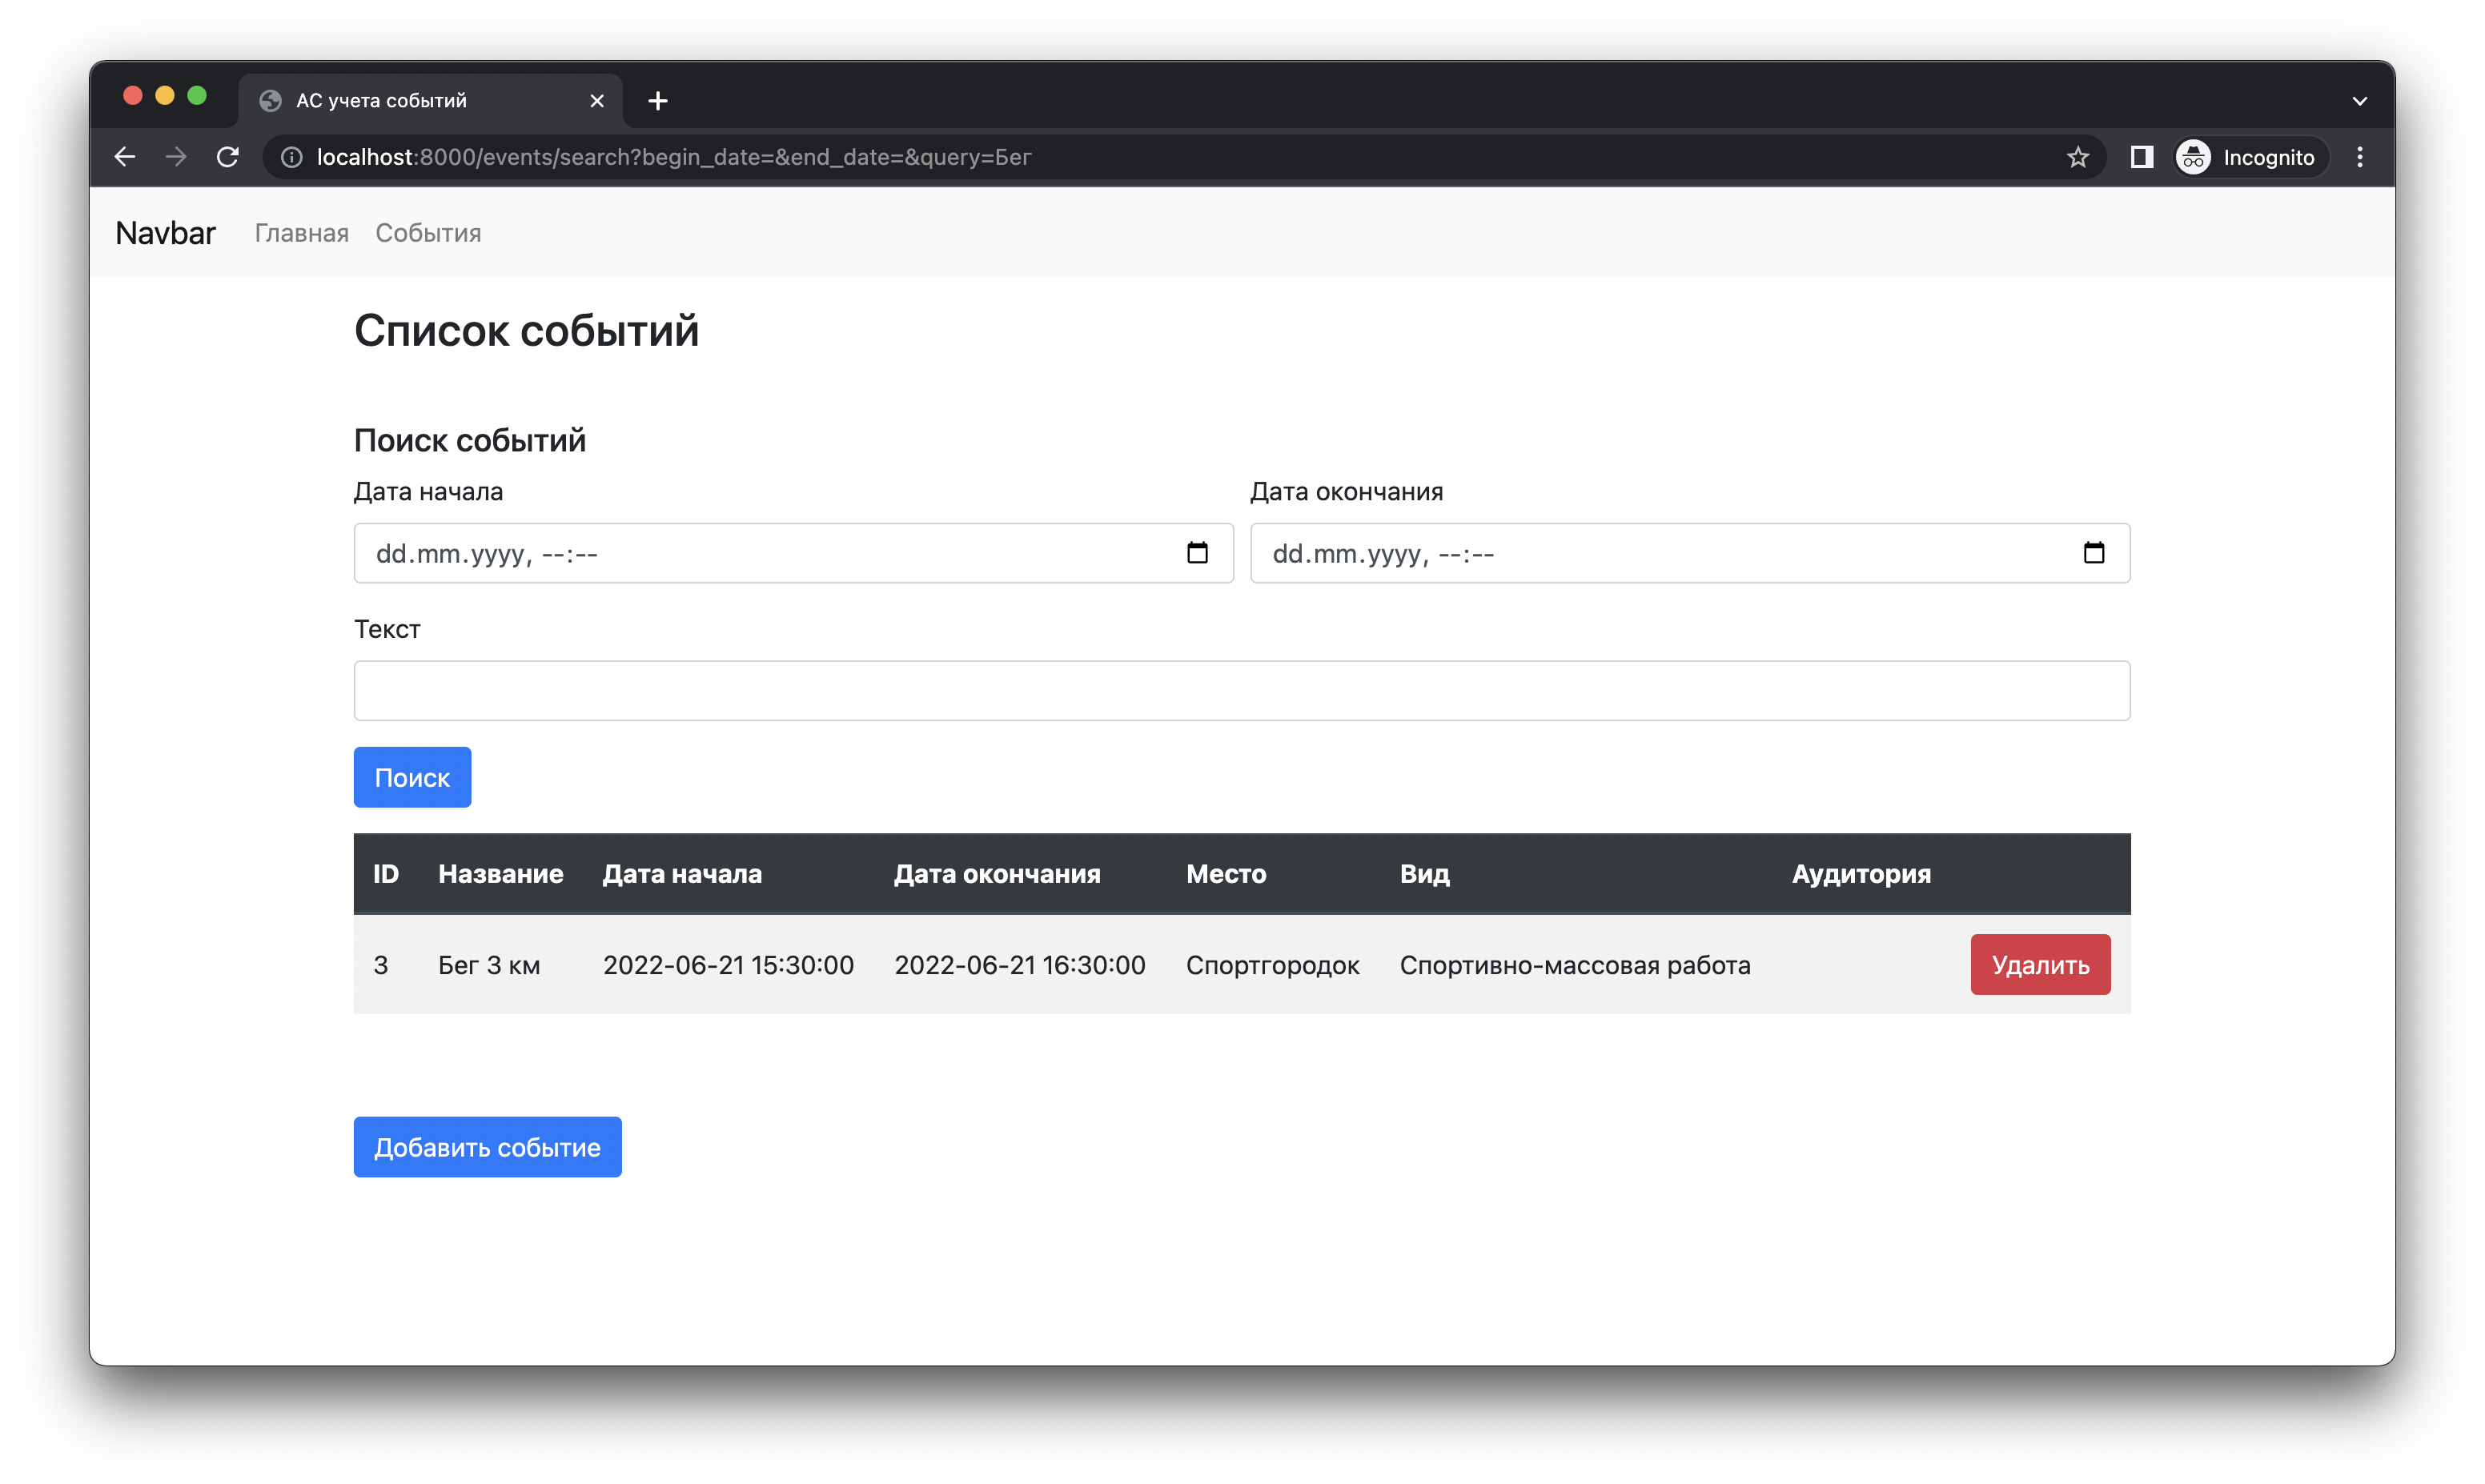 АС учета событий
localhost:8000/events/search?begin_date=&end_date=&query=Бег
Incognito
Navbar Главная События
Список событий
Поиск событий
Дата начала Дата окончания
dd.mm.yyyy, --:-- dd.mm.yyyy, --:--
Текст
Поиск
ID Название Дата начала Дата окончания Место Вид Аудитория
3 Бег 3 км 2022-06-21 15:30:00 2022-06-21 16:30:00 Спортгородок Спортивно-массовая работа Удалить
Добавить событие